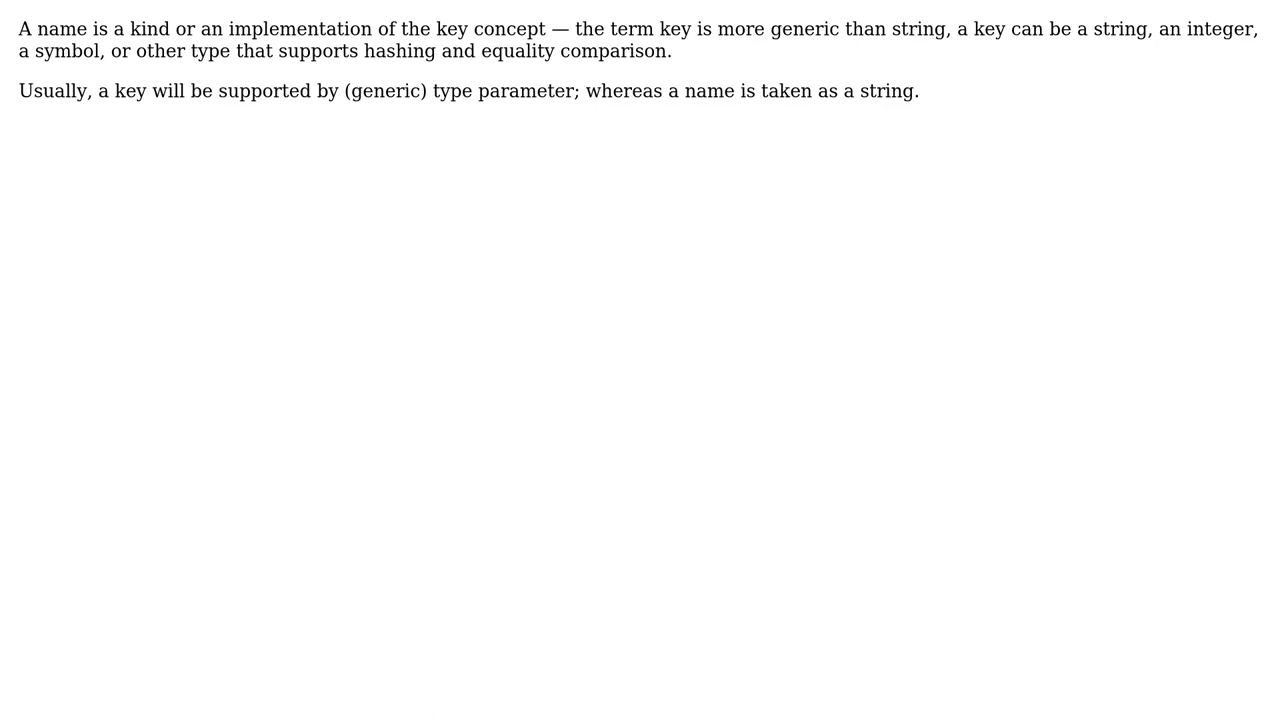 A name is a kind or an implementation of the key concept — the term key is more generic than string, a key can be a string, an integer,
a symbol, or other type that supports hashing and equality comparison.
Usually, a key will be supported by (generic) type parameter; whereas a name is taken as a string.